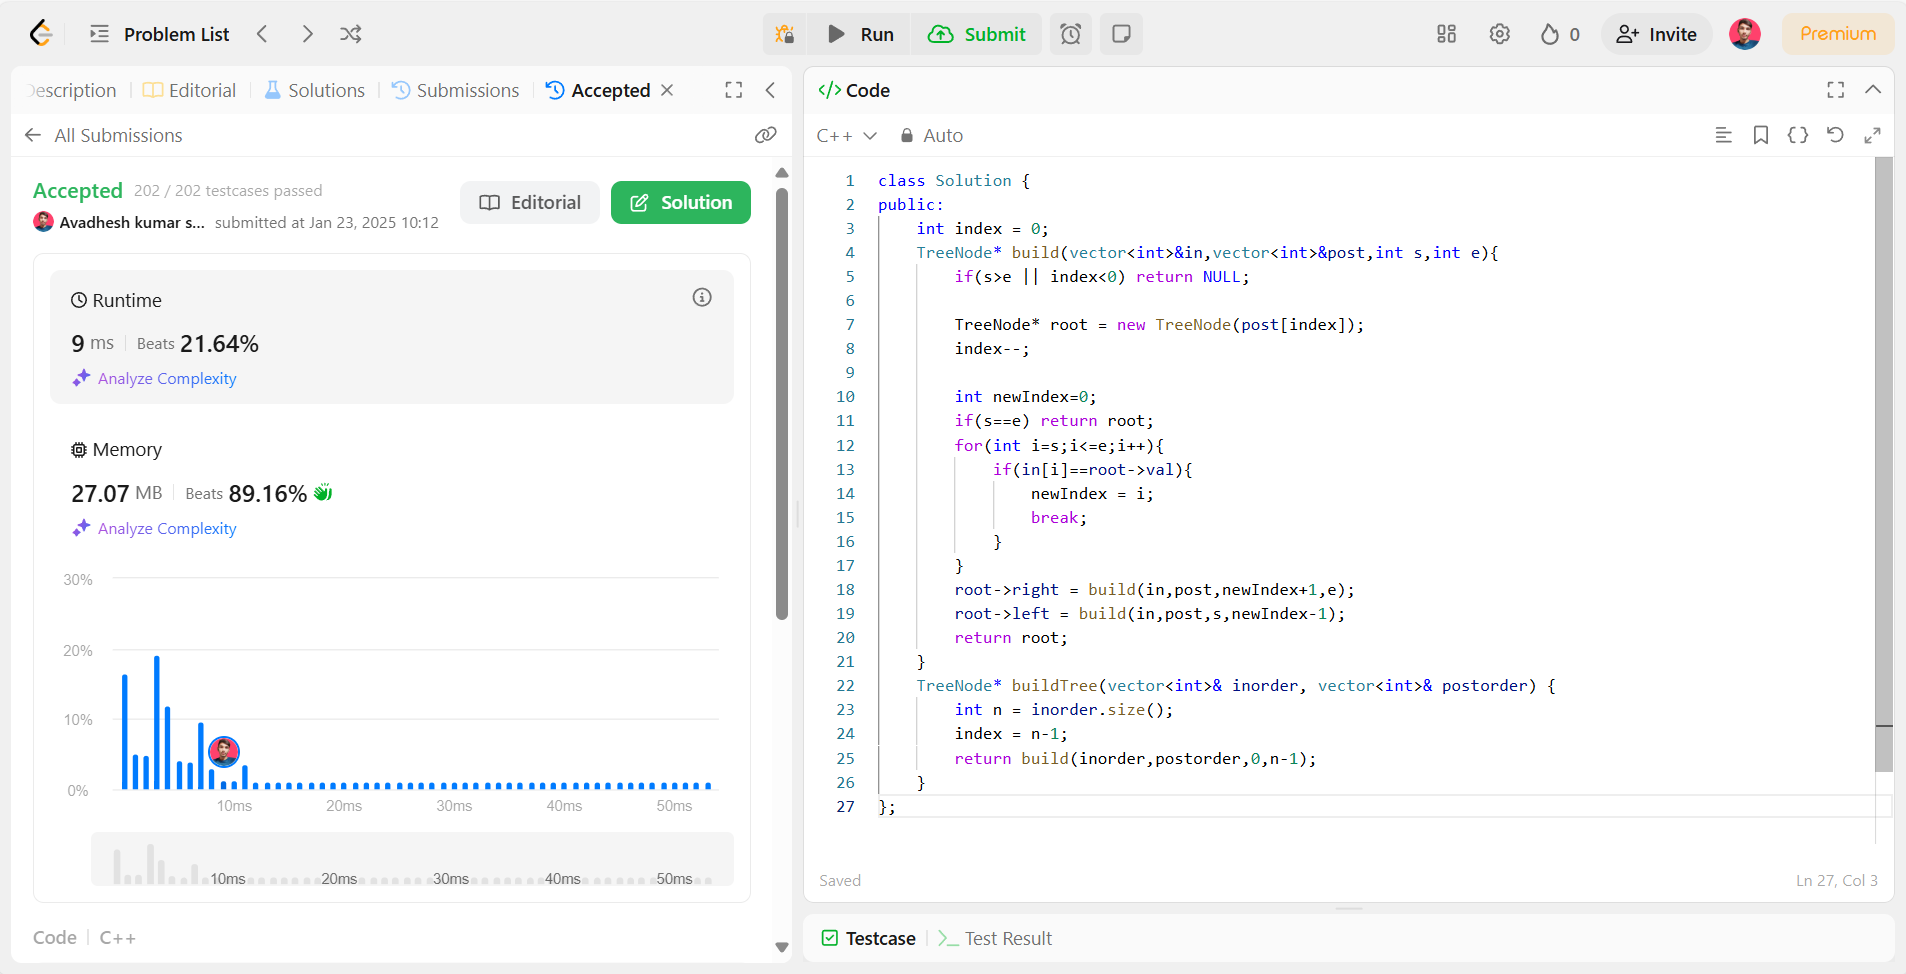 Problem List
Run
Submit
0
Invite
Premium
Description
Editorial
Solutions
Submissions
Accepted
All Submissions
Accepted 202 / 202 testcases passed
Avadhesh kumar s... submitted at Jan 23, 2025 10:12
Editorial
Solution
Runtime
9 ms Beats 21.64%
Analyze Complexity
Memory
27.07 MB Beats 89.16%
Analyze Complexity
30%
20%
10%
0%
10ms 20ms 30ms 40ms 50ms
10ms 20ms 30ms 40ms 50ms
Code C++
</> Code
C++ Auto
1 class Solution {
2 public:
3 int index = 0;
4 TreeNode* build(vector<int>&in,vector<int>&post,int s,int e){
5 if(s>e || index<0) return NULL;
6
7 TreeNode* root = new TreeNode(post[index]);
8 index--;
9
10 int newIndex=0;
11 if(s==e) return root;
12 for(int i=s;i<=e;i++){
13 if(in[i]==root->val){
14 newIndex = i;
15 break;
16 }
17 }
18 root->right = build(in,post,newIndex+1,e);
19 root->left = build(in,post,s,newIndex-1);
20 return root;
21 }
22 TreeNode* buildTree(vector<int>& inorder, vector<int>& postorder) {
23 int n = inorder.size();
24 index = n-1;
25 return build(inorder,postorder,0,n-1);
26 }
27 };
Saved
Ln 27, Col 3
Testcase
Test Result